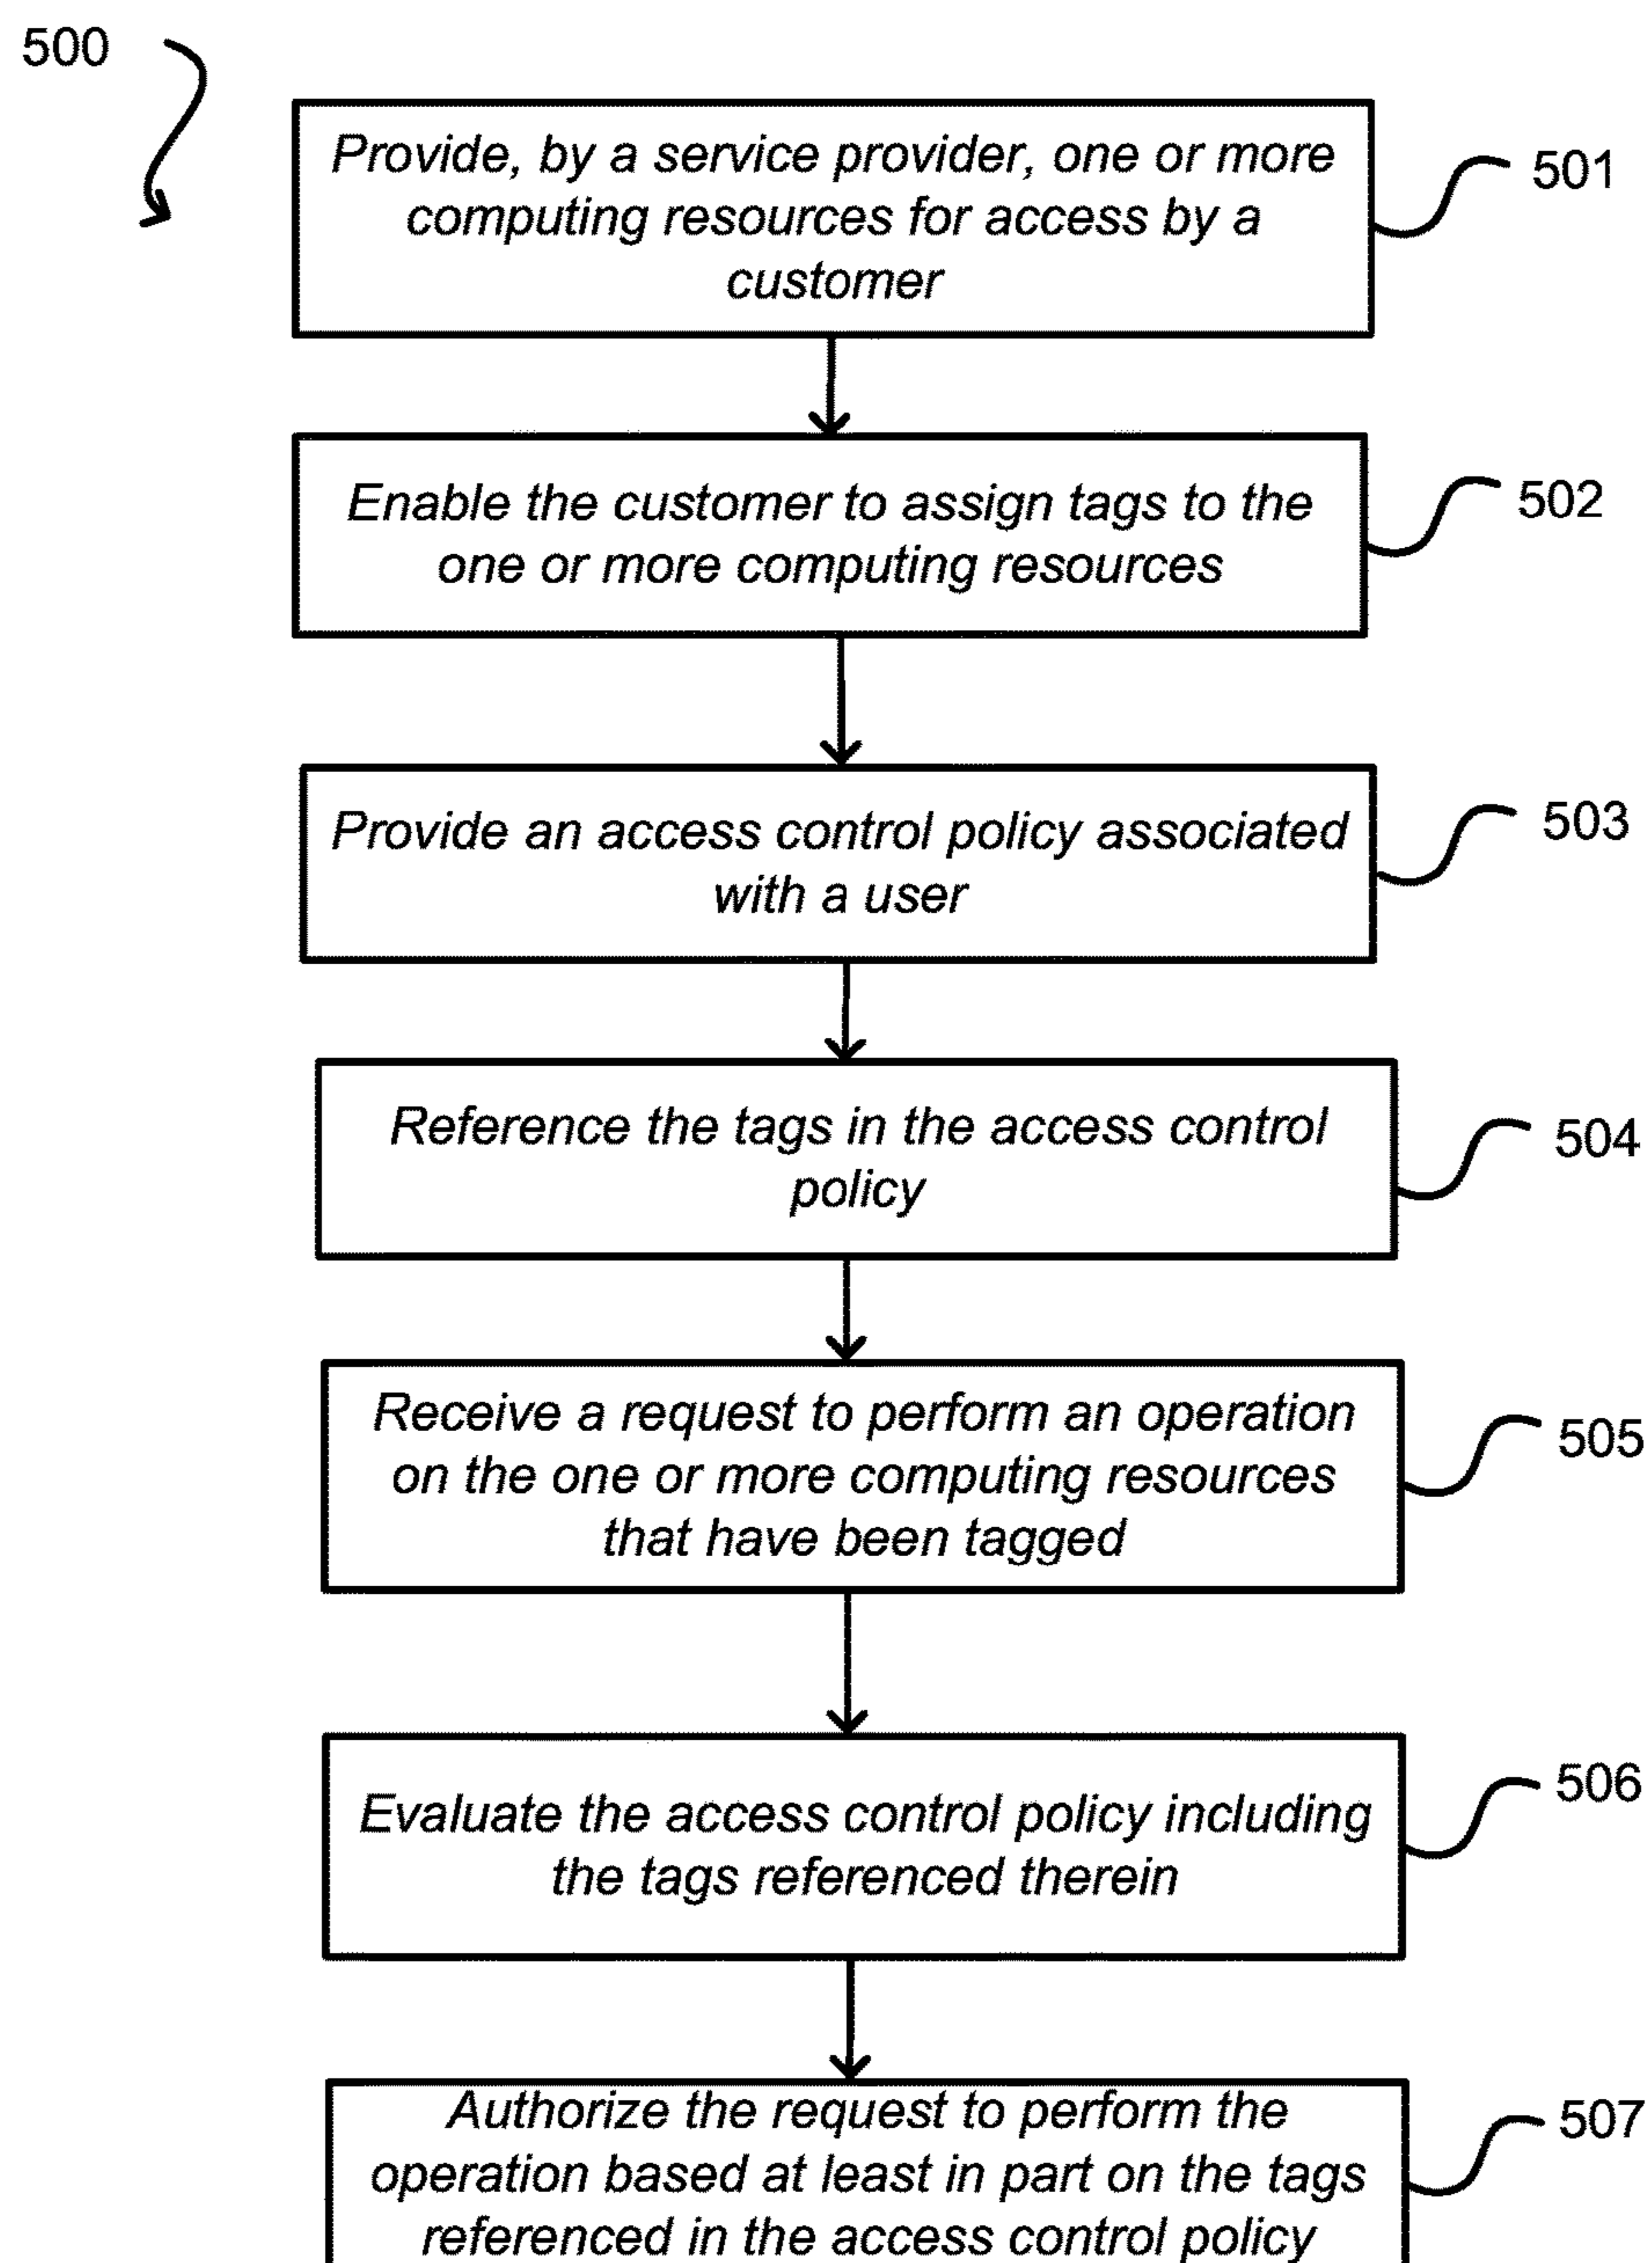 500
Provide, by a service provider, one or more
computing resources for access by a
customer
501
Enable the customer to assign tags to the
one or more computing resources
502
Provide an access control policy associated
with a user
503
Reference the tags in the access control
policy
504
Receive a request to perform an operation
on the one or more computing resources
that have been tagged
505
Evaluate the access control policy including
the tags referenced therein
506
Authorize the request to perform the
operation based at least in part on the tags
referenced in the access control policy
507